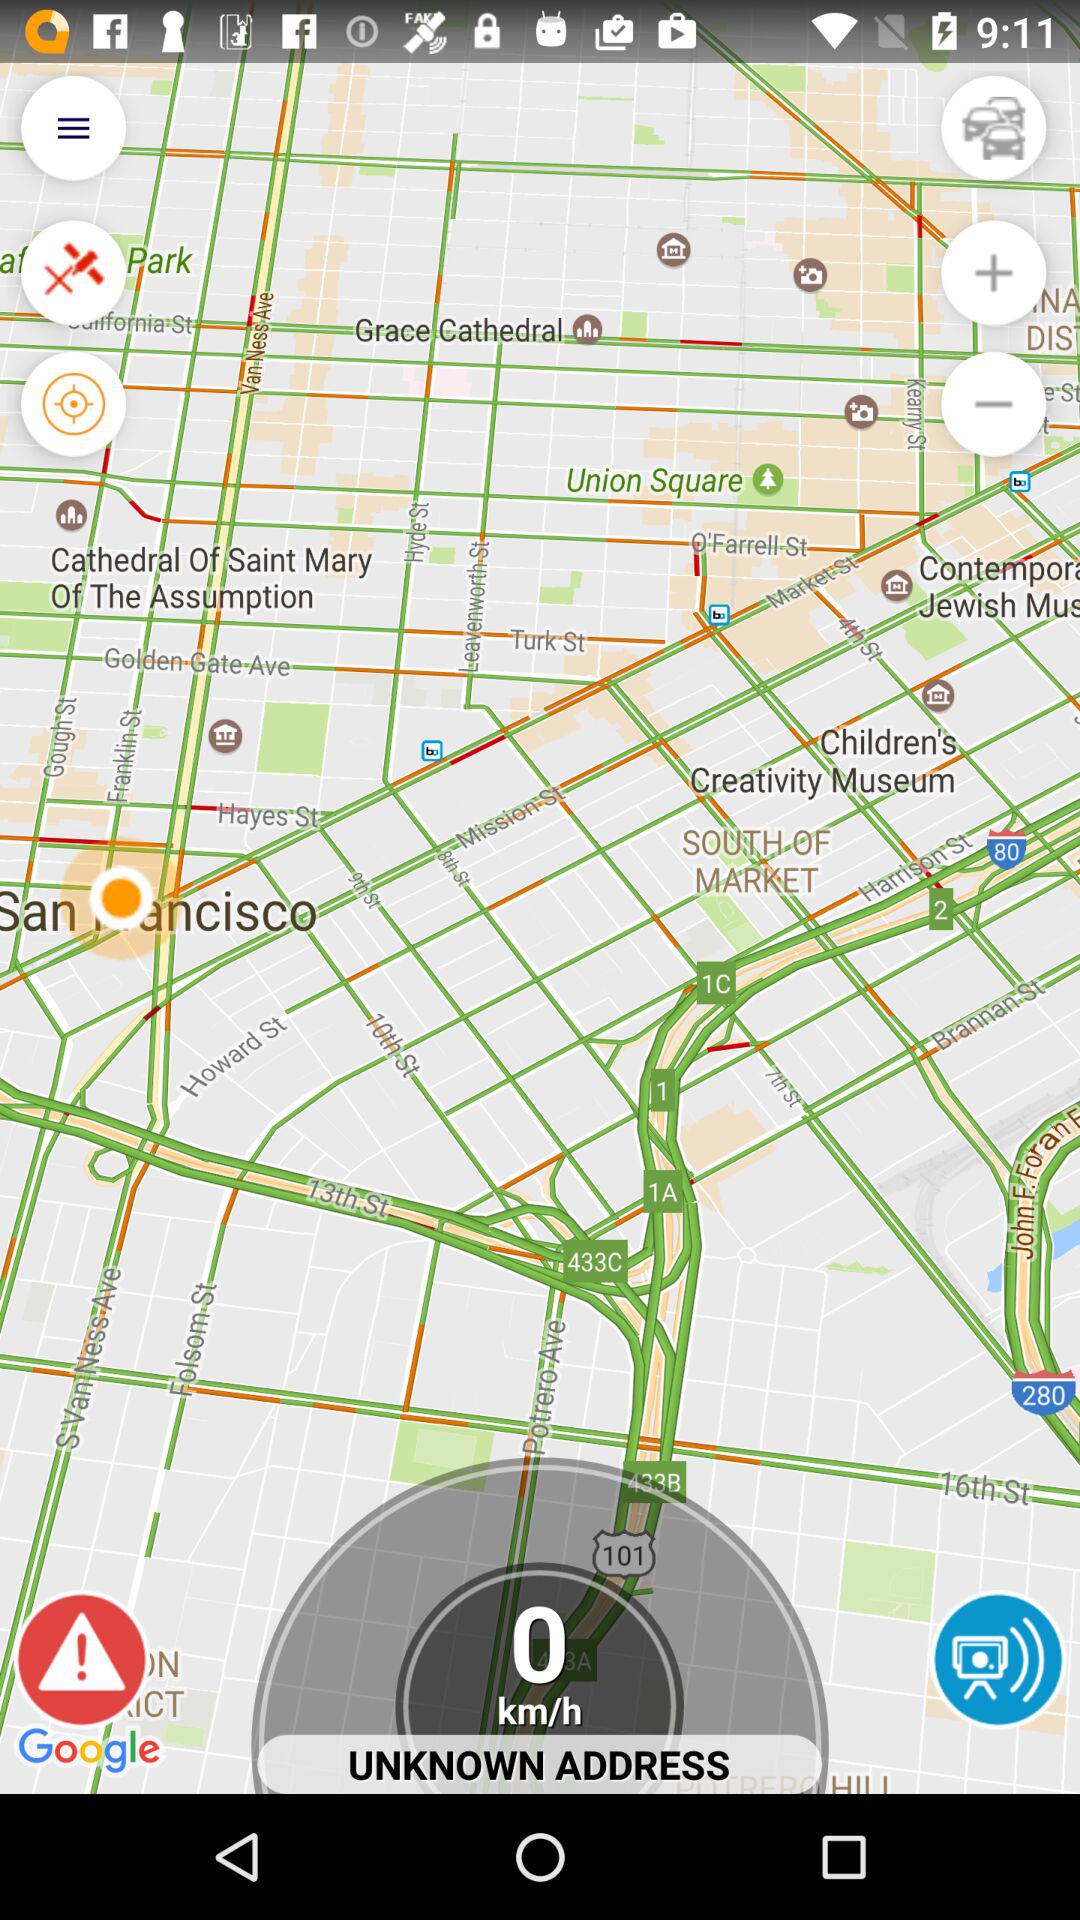 FAKE
9:11
Park
California St
Van Ness Ave
Grace Cathedral
DIS
Kearny St
Union Square
Hyde St
O'Farrell St
Cathedral Of Saint Mary
Of The Assumption
Leavenworth St
Market St
Contempora
Jewish Mus
Turk St
4th St
Golden Gate Ave
Gough St
Franklin St
Children's
Creativity Museum
Hayes St
Mission St
SOUTH OF
MARKET
Harrison St
80
8th St
9th St
San Francisco
2
1C
Howard St
10th St
Brannan St
1
7th St
John F. Foran F
1A
13th St
433C
S Van Ness Ave
Folsom St
Potrero Ave
280
433B
16th St
101
0
km/h
ON
RICT
Google
UNKNOWN ADDRESS
POTRERO HILL